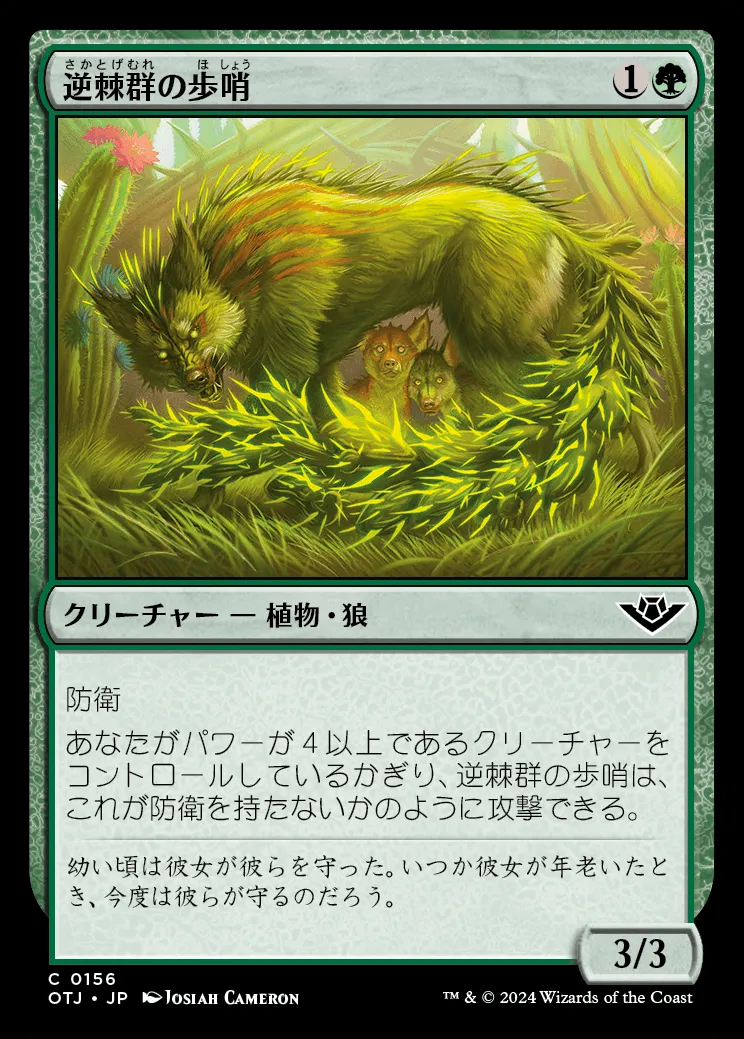 さかとげむれ ほ しょう
逆棘群の歩哨
1
クリーチャー — 植物・狼
防衛
あなたがパワーが4以上であるクリーチャーを
コントロールしているかぎり、逆棘群の歩哨は、
これが防衛を持たないかのように攻撃できる。
幼い頃は彼女が彼らを守った。いつか彼女が年老いたと
き、今度は彼らが守るのだろう。
3/3
C 0156
OTJ • JP Josiah Cameron
™ & © 2024 Wizards of the Coast